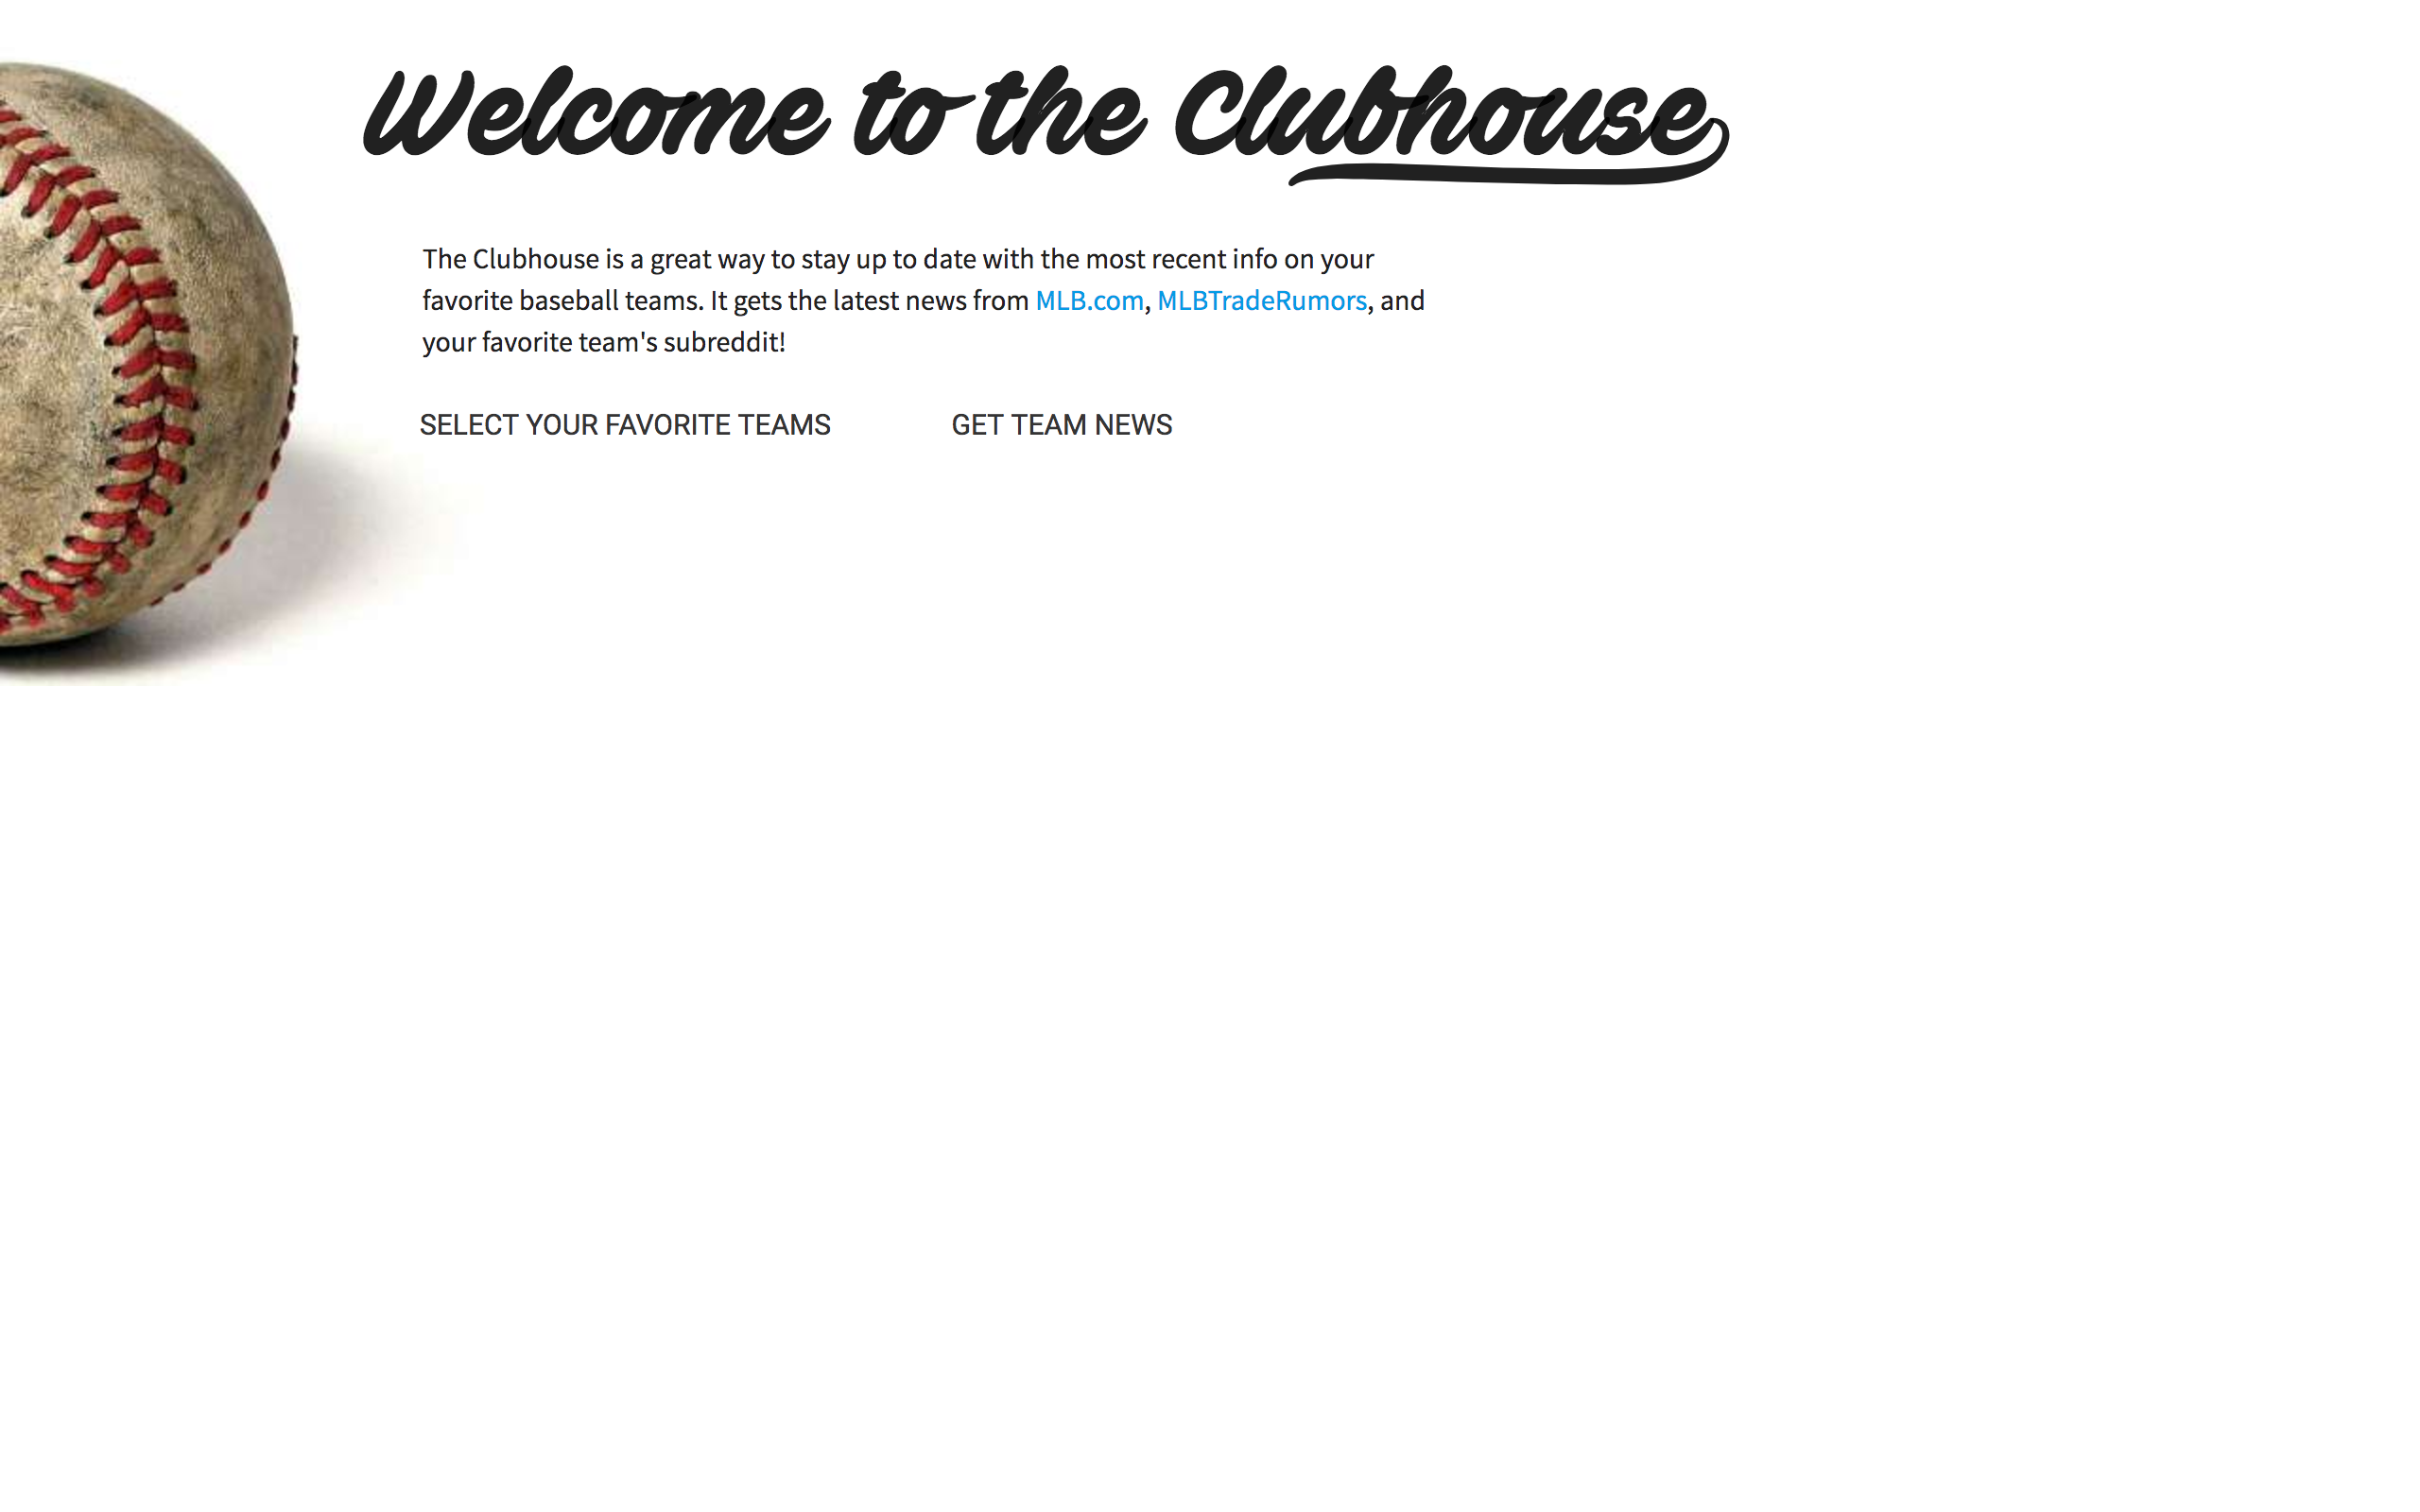 Welcome to the Clubhouse
The Clubhouse is a great way to stay up to date with the most recent info on your
favorite baseball teams. It gets the latest news from MLB.com, MLBTradeRumors, and
your favorite team's subreddit!
SELECT YOUR FAVORITE TEAMS GET TEAM NEWS